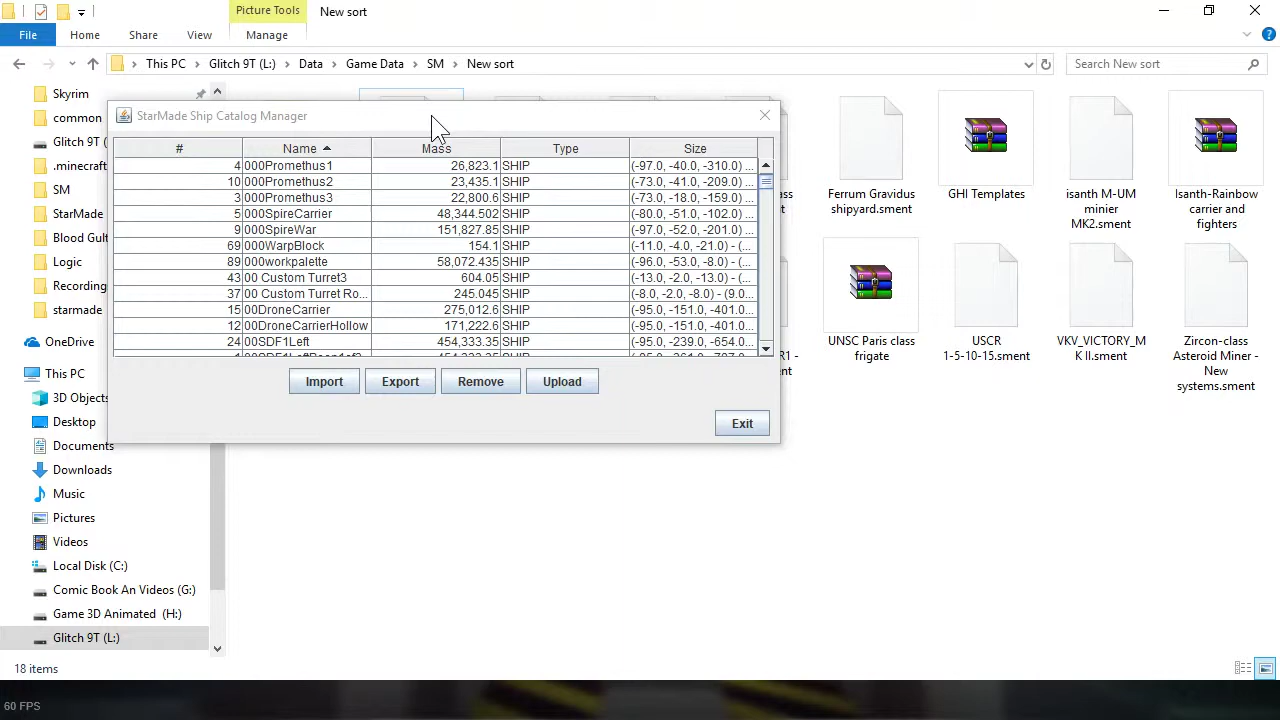 Picture Tools
New sort
File
Home
Share
View
Manage
This PC
Glitch 9T (L:)
Data
Game Data
SM
New sort
Search New sort
Skyrim
common
Glitch 9T (
.minecraft
SM
StarMade
Blood Gult
Logic
Recording
starmade
OneDrive
This PC
3D Objects
Desktop
Documents
Downloads
Music
Pictures
Videos
Local Disk (C:)
Comic Book An Videos (G:)
Game 3D Animated (H:)
Glitch 9T (L:)
StarMade Ship Catalog Manager
# Name Mass Type Size
4 000Promethus1 26,823.1 SHIP (-97.0, -40.0, -310.0) ...
10 000Promethus2 23,435.1 SHIP (-73.0, -41.0, -209.0) ...
3 000Promethus3 22,800.6 SHIP (-73.0, -18.0, -159.0) ...
5 000SpireCarrier 48,344.502 SHIP (-80.0, -51.0, -102.0) ...
9 000SpireWar 151,827.85 SHIP (-97.0, -52.0, -201.0) ...
69 000WarpBlock 154.1 SHIP (-11.0, -4.0, -21.0) - (...
89 000workpalette 58,072.435 SHIP (-96.0, -53.0, -8.0) - (...
43 00 Custom Turret3 604.05 SHIP (-13.0, -2.0, -13.0) - (...
37 00 Custom Turret Ro... 245.045 SHIP (-8.0, -2.0, -8.0) - (9.0...
15 00DroneCarrier 275,012.6 SHIP (-95.0, -151.0, -401.0...
12 00DroneCarrierHollow 171,222.6 SHIP (-95.0, -151.0, -401.0...
24 00SDF1Left 454,333.35 SHIP (-95.0, -239.0, -654.0...
Import
Export
Remove
Upload
Exit
Ferrum Gravidus
shipyard.sment
GHI Templates
isanth M-UM
minier
MK2.sment
Isanth-Rainbow
carrier and
fighters
UNSC Paris class
frigate
USCR
1-5-10-15.sment
VKV_VICTORY_M
K II.sment
Zircon-class
Asteroid Miner -
New
systems.sment
18 items
60 FPS